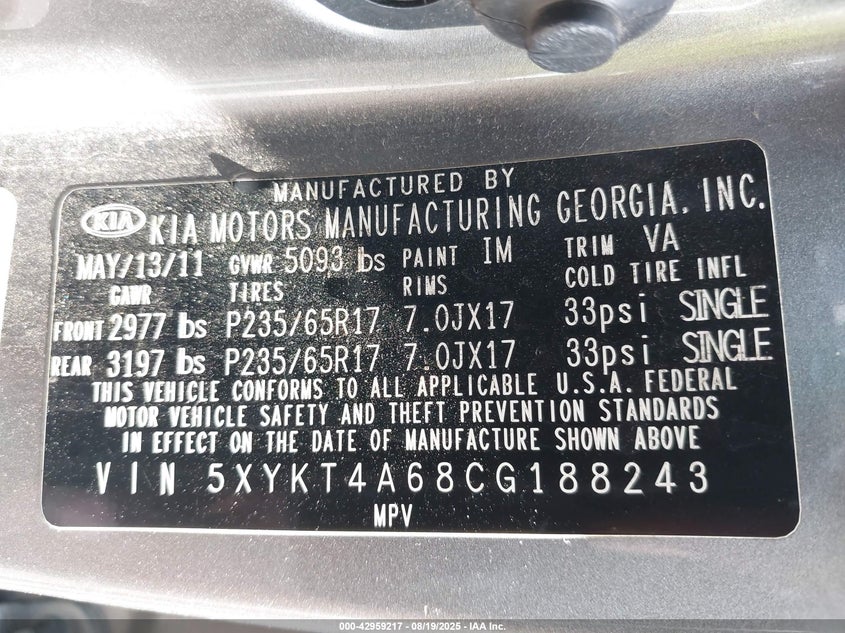 MANUFACTURED BY
KIA KIA MOTORS MANUFACTURING GEORGIA, INC.
MAY/13/11 GVWR 5093 lbs PAINT IM TRIM VA
GAWR TIRES RIMS COLD TIRE INFL
FRONT 2977 lbs P235/65R17 7.0JX17 33psi SINGLE
REAR 3197 lbs P235/65R17 7.0JX17 33psi SINGLE
THIS VEHICLE CONFORMS TO ALL APPLICABLE U.S.A. FEDERAL
MOTOR VEHICLE SAFETY AND THEFT PREVENTION STANDARDS
IN EFFECT ON THE DATE OF MANUFACTURE SHOWN ABOVE
VIN 5XYKT4A68CG188243
MPV
000-42959217 - 08/19/2025 - IAA Inc.